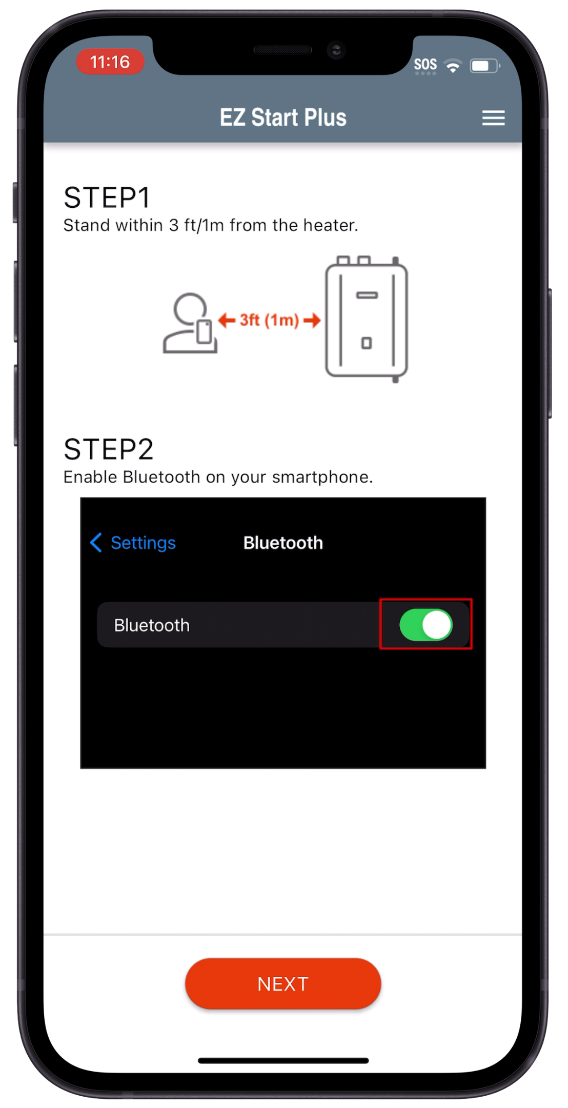 11:16
SOS
EZ Start Plus
STEP1
Stand within 3 ft/1m from the heater.
3ft (1m)
STEP2
Enable Bluetooth on your smartphone.
Settings
Bluetooth
Bluetooth
NEXT